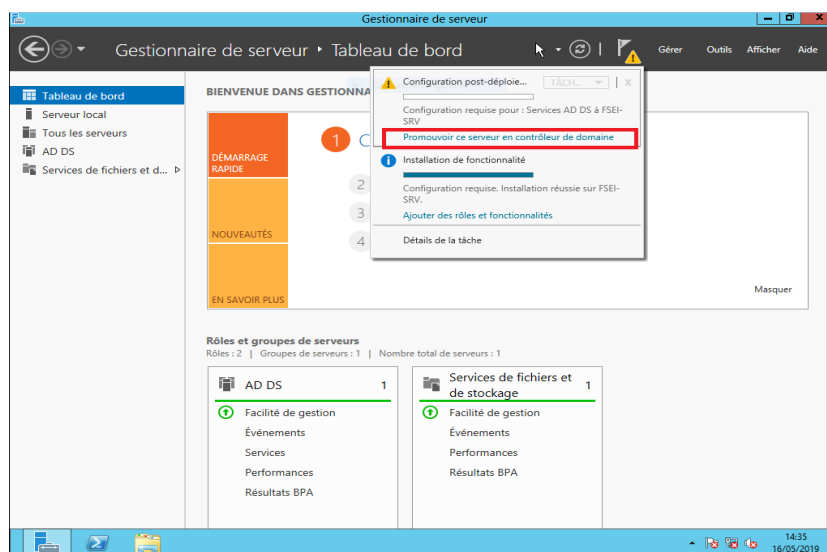 Gestionnaire de serveur
Gestionnaire de serveur • Tableau de bord
Gérer Outils Afficher Aide
Tableau de bord
Serveur local
Tous les serveurs
AD DS
Services de fichiers et d...
BIENVENUE DANS GESTIONNA
DÉMARRAGE
RAPIDE
NOUVEAUTÉS
EN SAVOIR PLUS
1 C
2
3
4
Configuration post-déploie... TÂCH... X
Configuration requise pour : Services AD DS à FSEI-
SRV
Promouvoir ce serveur en contrôleur de domaine
Installation de fonctionnalité
Configuration requise. Installation réussie sur FSEI-
SRV.
Ajouter des rôles et fonctionnalités
Détails de la tâche
Masquer
Rôles et groupes de serveurs
Rôles : 2 | Groupes de serveurs : 1 | Nombre total de serveurs : 1
AD DS 1
Facilité de gestion
Événements
Services
Performances
Résultats BPA
Services de fichiers et
de stockage 1
Facilité de gestion
Événements
Performances
Résultats BPA
14:35
16/05/2019